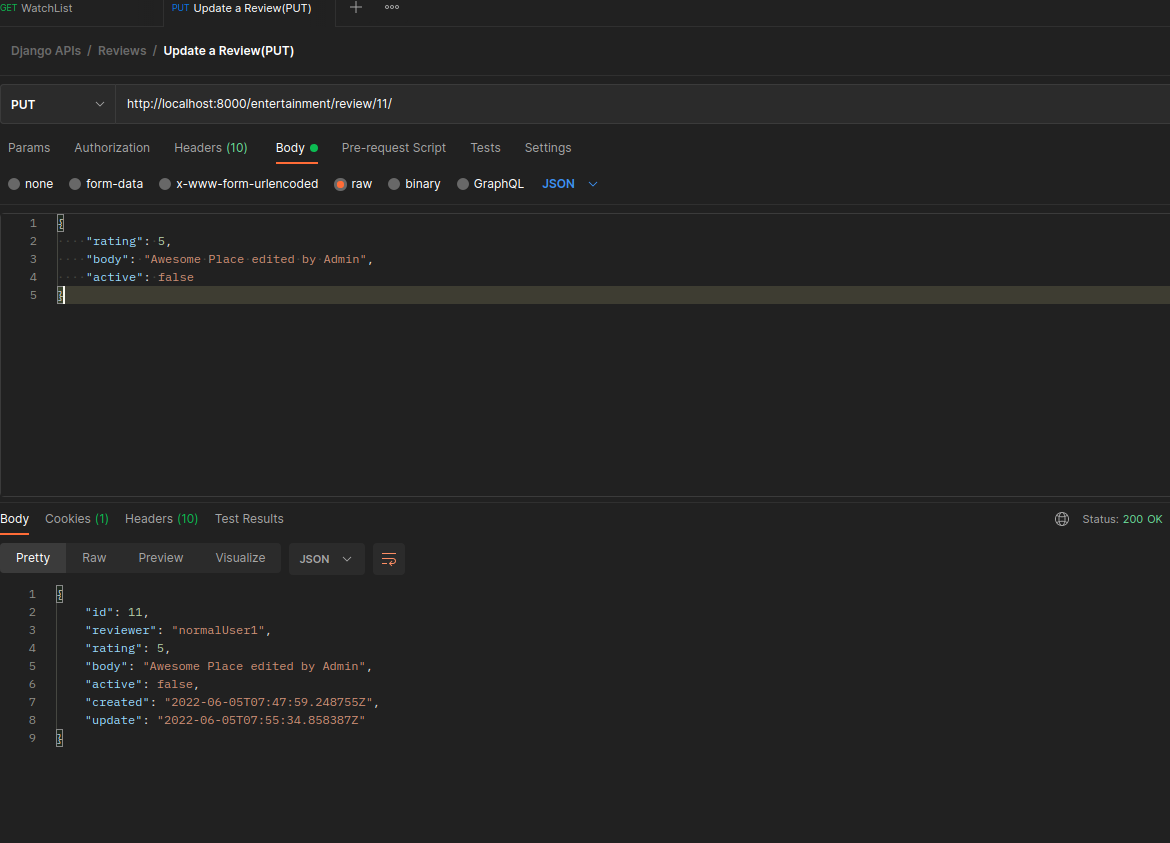 GET WatchList PUT Update a Review(PUT)
Django APIs / Reviews / Update a Review(PUT)
PUT http://localhost:8000/entertainment/review/11/
Params Authorization Headers (10) Body Pre-request Script Tests Settings
none form-data x-www-form-urlencoded raw binary GraphQL JSON
1 {
2 "rating": 5,
3 "body": "Awesome Place edited by Admin",
4 "active": false
5 }
Body Cookies (1) Headers (10) Test Results Status: 200 OK
Pretty Raw Preview Visualize JSON
1 {
2 "id": 11,
3 "reviewer": "normalUser1",
4 "rating": 5,
5 "body": "Awesome Place edited by Admin",
6 "active": false,
7 "created": "2022-06-05T07:47:59.248755Z",
8 "update": "2022-06-05T07:55:34.858387Z"
9 }